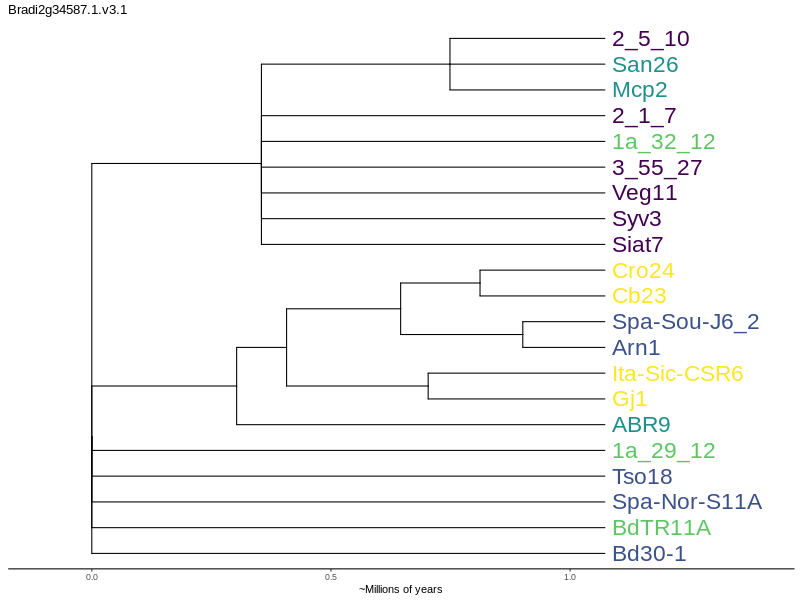 Bradi2g34587.1.v3.1
2_5_10
San26
Mcp2
2_1_7
1a_32_12
3_55_27
Veg11
Syv3
Siat7
Cro24
Cb23
Spa-Sou-J6_2
Arn1
Ita-Sic-CSR6
Gj1
ABR9
1a_29_12
Tso18
Spa-Nor-S11A
BdTR11A
Bd30-1
0.0 0.5 1.0
~Millions of years